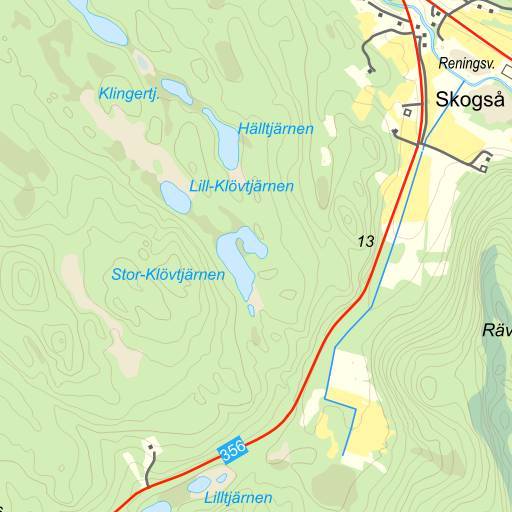 Reningsv.
Klingertj.
Skogså
Hälltjärnen
Lill-Klövtjärnen
13
Stor-Klövtjärnen
Räv
356
Lilltjärnen